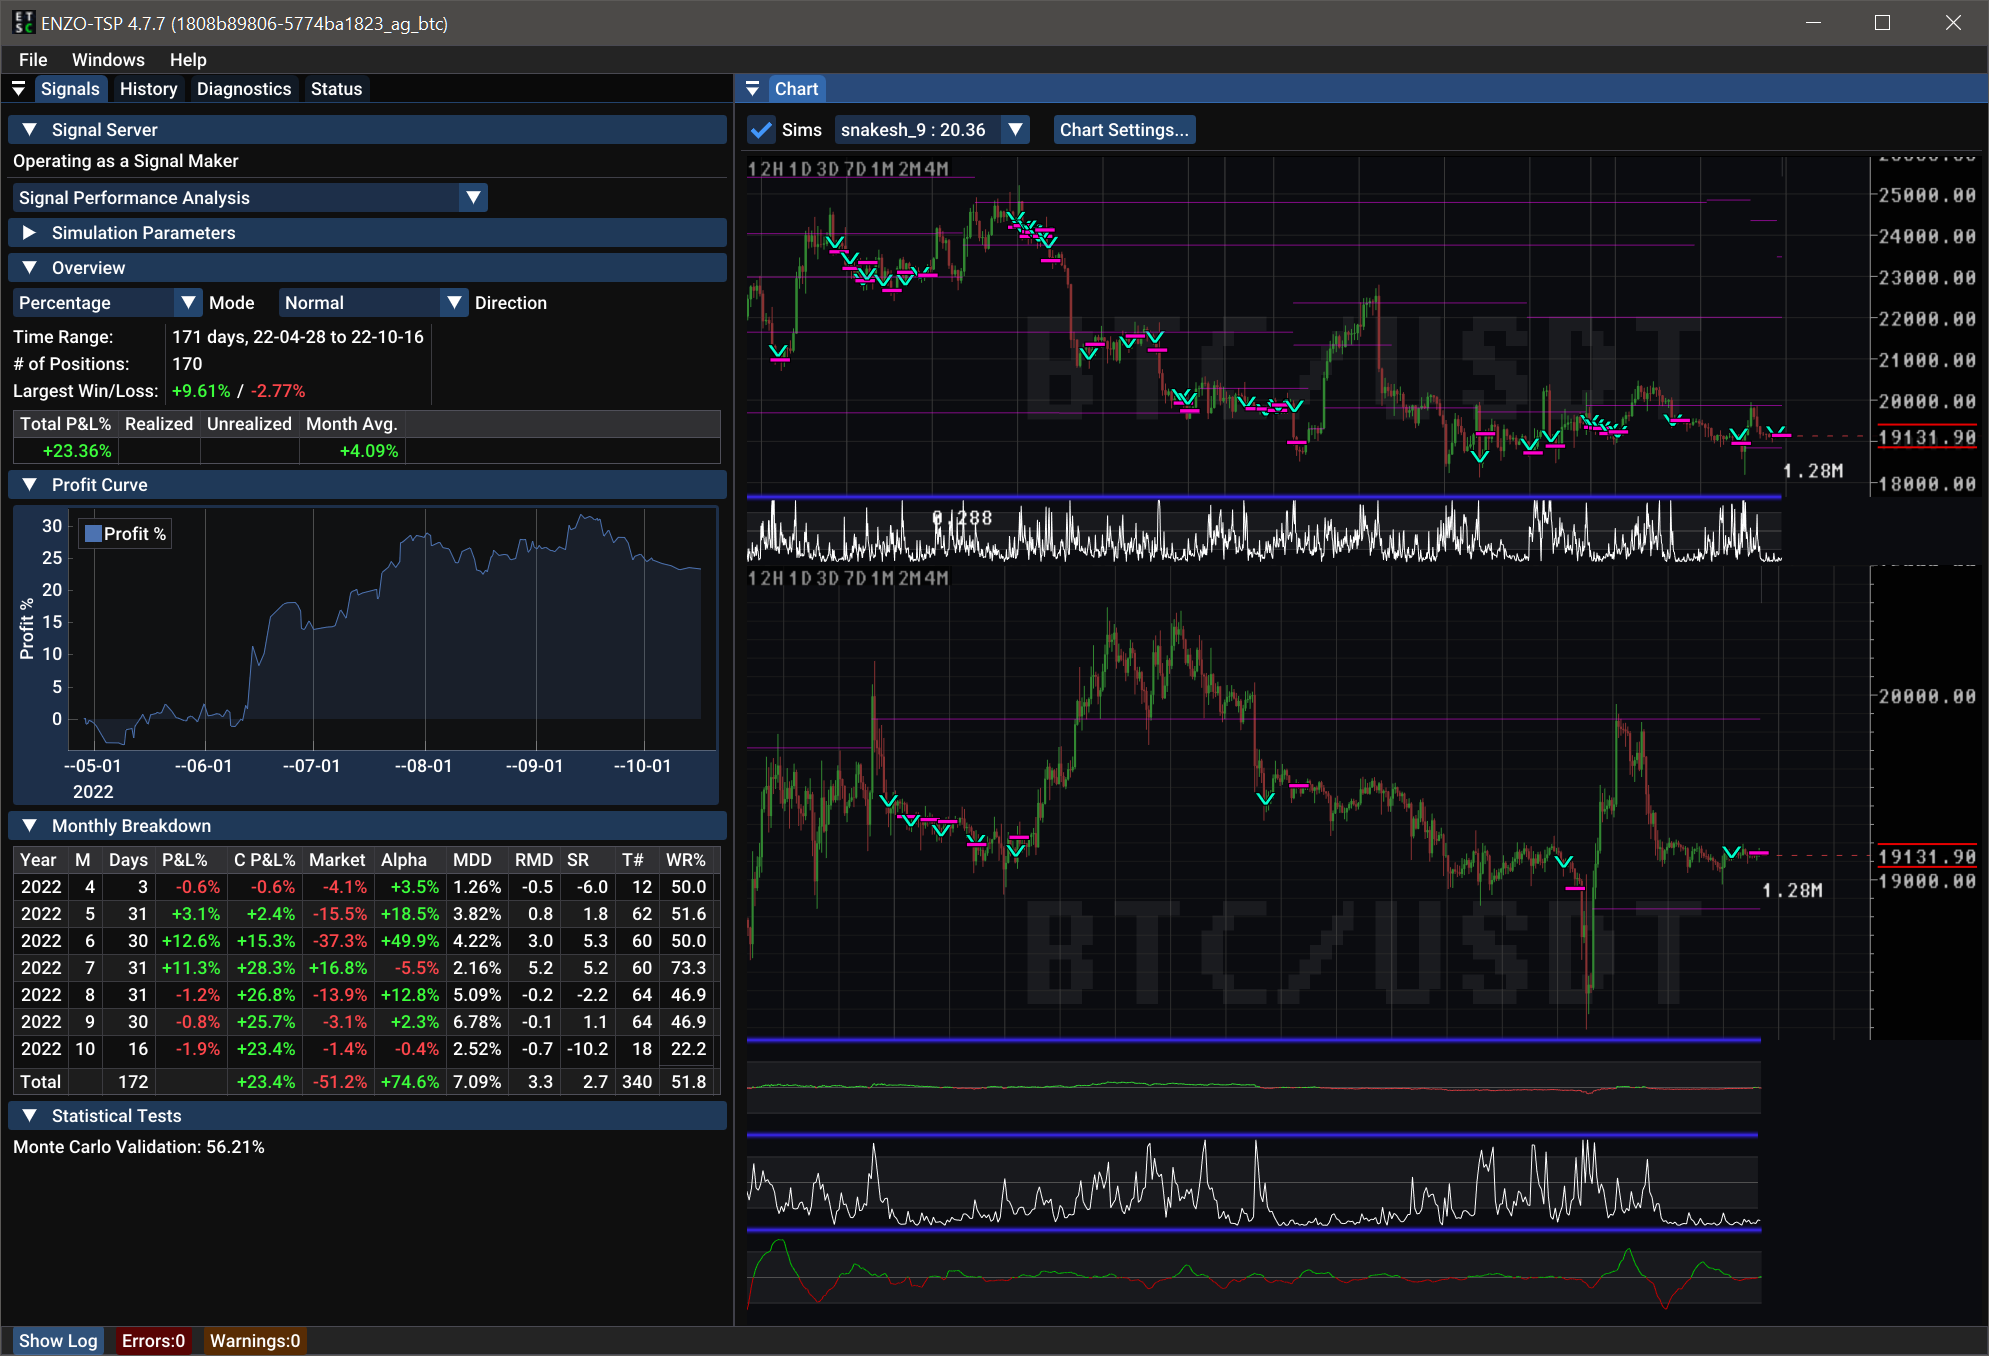 ENZO-TSP 4.7.7 (1808b89806-5774ba1823_ag_btc)
File Windows Help
Signals History Diagnostics Status
Signal Server
Operating as a Signal Maker
Signal Performance Analysis
Simulation Parameters
Overview
Percentage Mode Normal Direction
Time Range: 171 days, 22-04-28 to 22-10-16
# of Positions: 170
Largest Win/Loss: +9.61% / -2.77%
Total P&L% Realized Unrealized Month Avg.
+23.36% +4.09%
Profit Curve
Profit %
Profit %
30
25
20
15
10
5
0
--05-01 --06-01 --07-01 --08-01 --09-01 --10-01
2022
Monthly Breakdown
Year M Days P&L% C P&L% Market Alpha MDD RMD SR T# WR%
2022 4 3 -0.6% -0.6% -4.1% +3.5% 1.26% -0.5 -6.0 12 50.0
2022 5 31 +3.1% +2.4% -15.5% +18.5% 3.82% 0.8 1.8 62 51.6
2022 6 30 +12.6% +15.3% -37.3% +49.9% 4.22% 3.0 5.3 60 50.0
2022 7 31 +11.3% +28.3% +16.8% -5.5% 2.16% 5.2 5.2 60 73.3
2022 8 31 -1.2% +26.8% -13.9% +12.8% 5.09% -0.2 -2.2 64 46.9
2022 9 30 -0.8% +25.7% -3.1% +2.3% 6.78% -0.1 1.1 64 46.9
2022 10 16 -1.9% +23.4% -1.4% -0.4% 2.52% -0.7 -10.2 18 22.2
Total 172 +23.4% -51.2% +74.6% 7.09% 3.3 2.7 340 51.8
Statistical Tests
Monte Carlo Validation: 56.21%
Show Log Errors:0 Warnings:0
Chart
Sims snakesh_9 : 20.36 Chart Settings...
12H 1D 3D 7D 1M 2M 4M
BTC/USDT
25000.00
24000.00
23000.00
22000.00
21000.00
20000.00
19131.90
1.28M
18000.00
0.288
12H 1D 3D 7D 1M 2M 4M
20000.00
19131.90
19000.00
1.28M
BTC/USDT